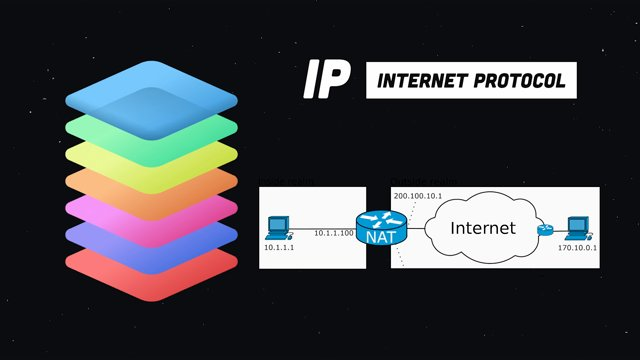 IP
INTERNET PROTOCOL
Inside realm
Outside realm
200.100.10.1
10.1.1.100
NAT
Internet
10.1.1.1
170.10.0.1